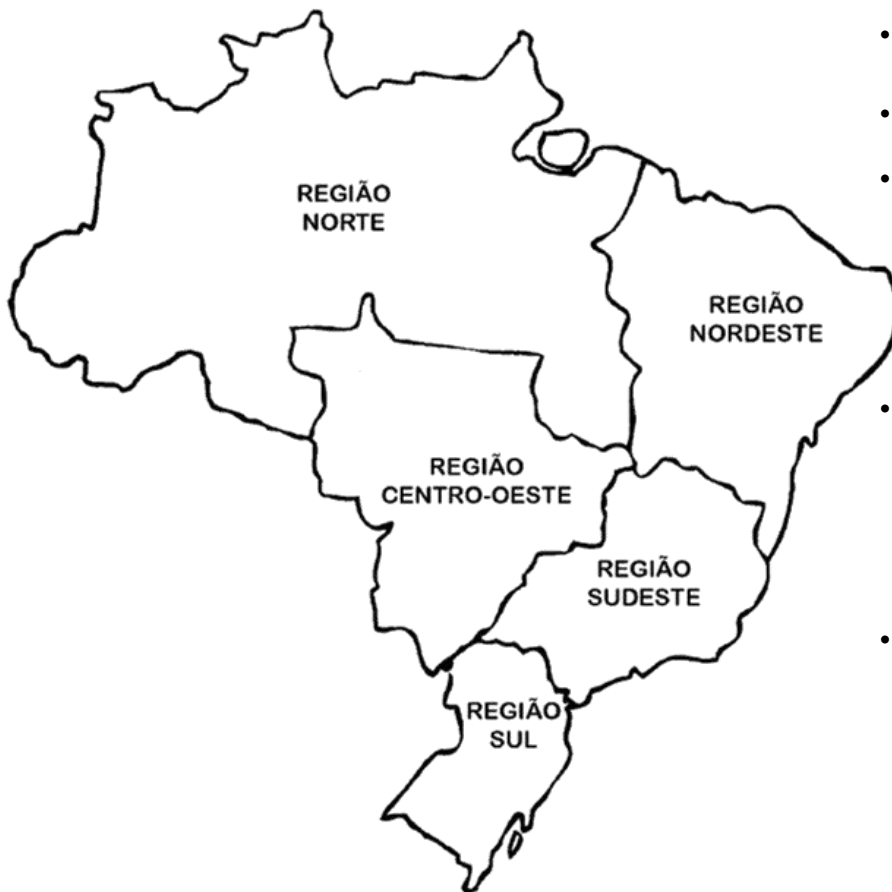 REGIÃO
NORTE
REGIÃO
NORDESTE
REGIÃO
CENTRO-OESTE
REGIÃO
SUDESTE
REGIÃO
SUL